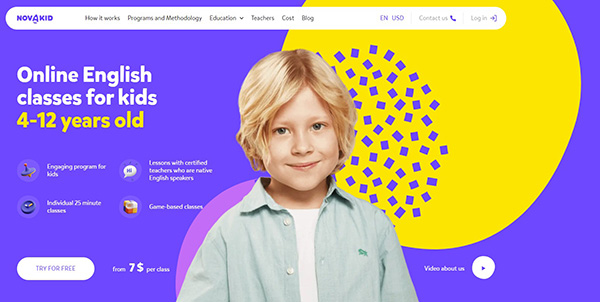 NOVAKID
How it works
Programs and Methodology
Education
Teachers
Cost
Blog
EN
USD
Contact us
Log in
Online English
classes for kids
4-12 years old
Engaging program for
kids
Hi
Lessons with certified
teachers who are native
English speakers
Individual 25 minute
classes
Game-based classes
TRY FOR FREE
from 7 $ per class
Video about us